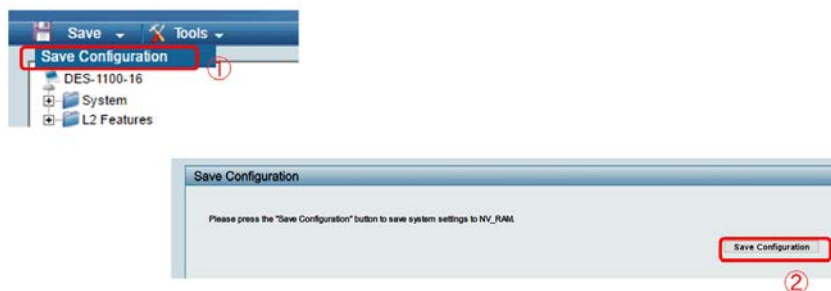 Save Tools
Save Configuration
①
DES-1100-16
System
L2 Features
Save Configuration
Please press the "Save Configuration" button to save system settings to NV_RAM.
Save Configuration
②